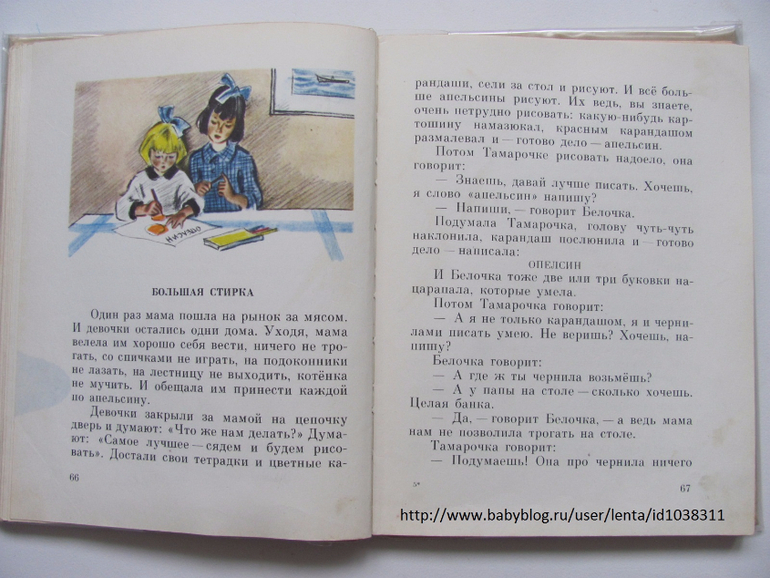 ОПЕЛСИН
БОЛЬШАЯ СТИРКА
Один раз мама пошла на рынок за мясом.
И девочки остались одни дома. Уходя, мама
велела им хорошо себя вести, ничего не тро-
гать, со спичками не играть, на подоконники
не лазать, на лестницу не выходить, котёнка
не мучить. И обещала им принести каждой
по апельсину.
Девочки закрыли за мамой на цепочку
дверь и думают: «Что же нам делать?» Дума-
ют: «Самое лучшее — сядем и будем рисо-
вать». Достали свои тетрадки и цветные ка-
66
рандаши, сели за стол и рисуют. И всё боль-
ше апельсины рисуют. Их ведь, вы знаете,
очень нетрудно рисовать: какую-нибудь кар-
тошину намазюкал, красным карандашом
размалевал и — готово дело — апельсин.
Потом Тамарочке рисовать надоело, она
говорит:
— Знаешь, давай лучше писать. Хочешь,
я слово «апельсин» напишу?
— Напиши, — говорит Белочка.
Подумала Тамарочка, голову чуть-чуть
наклонила, карандаш послюнила и — готово
дело — написала:
ОПЕЛСИН
И Белочка тоже две или три буковки на-
царапала, которые умела.
Потом Тамарочка говорит:
— А я не только карандашом, я и черни-
лами писать умею. Не веришь? Хочешь, на-
пишу?
Белочка говорит:
— А где ж ты чернила возьмёшь?
— А у папы на столе — сколько хочешь.
Целая банка.
— Да, — говорит Белочка, — а ведь мама
нам не позволила трогать на столе.
Тамарочка говорит:
— Подумаешь! Она про чернила ничего
5*
67
http://www.babyblog.ru/user/lenta/id1038311